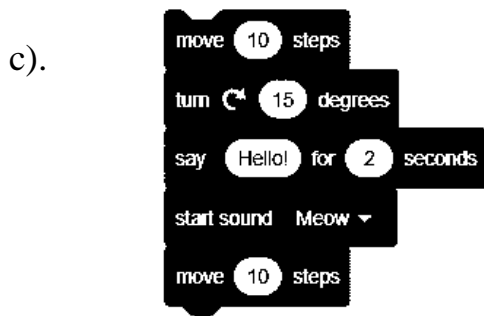 c).
move 10 steps
turn 15 degrees
say Hello! for 2 seconds
start sound Meow
move 10 steps